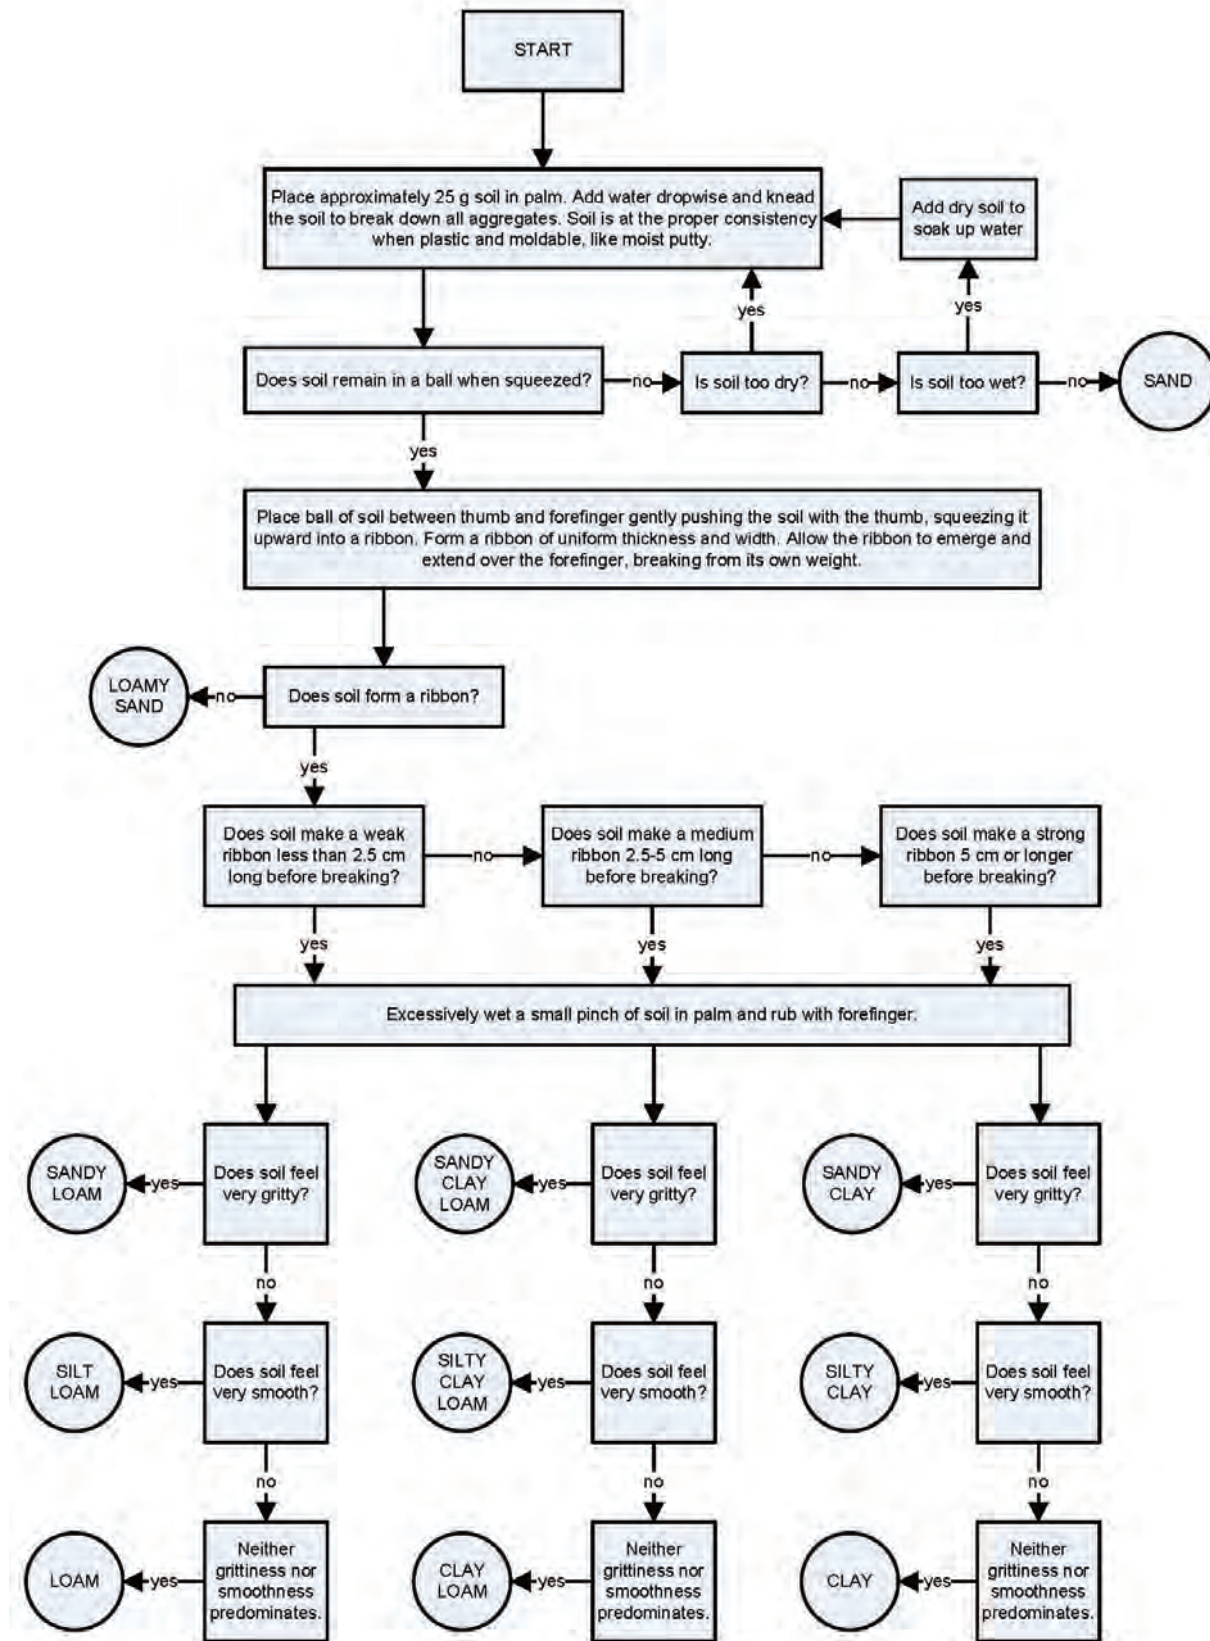 START
Place approximately 25 g soil in palm. Add water dropwise and knead
the soil to break down all aggregates. Soil is at the proper consistency
when plastic and moldable, like moist putty.
Add dry soil to
soak up water
yes
yes
Does soil remain in a ball when squeezed?
no
Is soil too dry?
no
Is soil too wet?
no
SAND
yes
Place ball of soil between thumb and forefinger gently pushing the soil with the thumb, squeezing it
upward into a ribbon. Form a ribbon of uniform thickness and width. Allow the ribbon to emerge and
extend over the forefinger, breaking from its own weight.
LOAMY
SAND
no
Does soil form a ribbon?
yes
Does soil make a weak
ribbon less than 2.5 cm
long before breaking?
no
Does soil make a medium
ribbon 2.5-5 cm long
before breaking?
no
Does soil make a strong
ribbon 5 cm or longer
before breaking?
yes
yes
yes
Excessively wet a small pinch of soil in palm and rub with forefinger.
SANDY
LOAM
yes
Does soil feel
very gritty?
SANDY
CLAY
LOAM
yes
Does soil feel
very gritty?
SANDY
CLAY
yes
Does soil feel
very gritty?
no
no
no
SILT
LOAM
yes
Does soil feel
very smooth?
SILTY
CLAY
LOAM
yes
Does soil feel
very smooth?
SILTY
CLAY
yes
Does soil feel
very smooth?
no
no
no
LOAM
yes
Neither
grittiness nor
smoothness
predominates.
CLAY
LOAM
yes
Neither
grittiness nor
smoothness
predominates.
CLAY
yes
Neither
grittiness nor
smoothness
predominates.